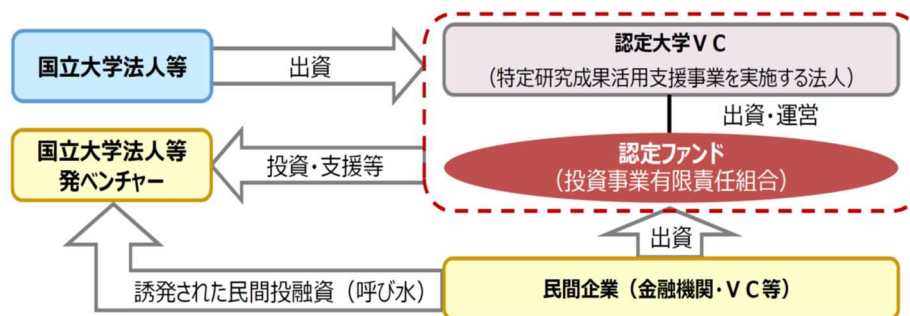 国立大学法人等
出資
認定大学VC
(特定研究成果活用支援事業を実施する法人)
出資・運営
国立大学法人等
発ベンチャー
投資・支援等
認定ファンド
(投資事業有限責任組合)
出資
誘発された民間投融資(呼び水)
民間企業(金融機関・VC等)